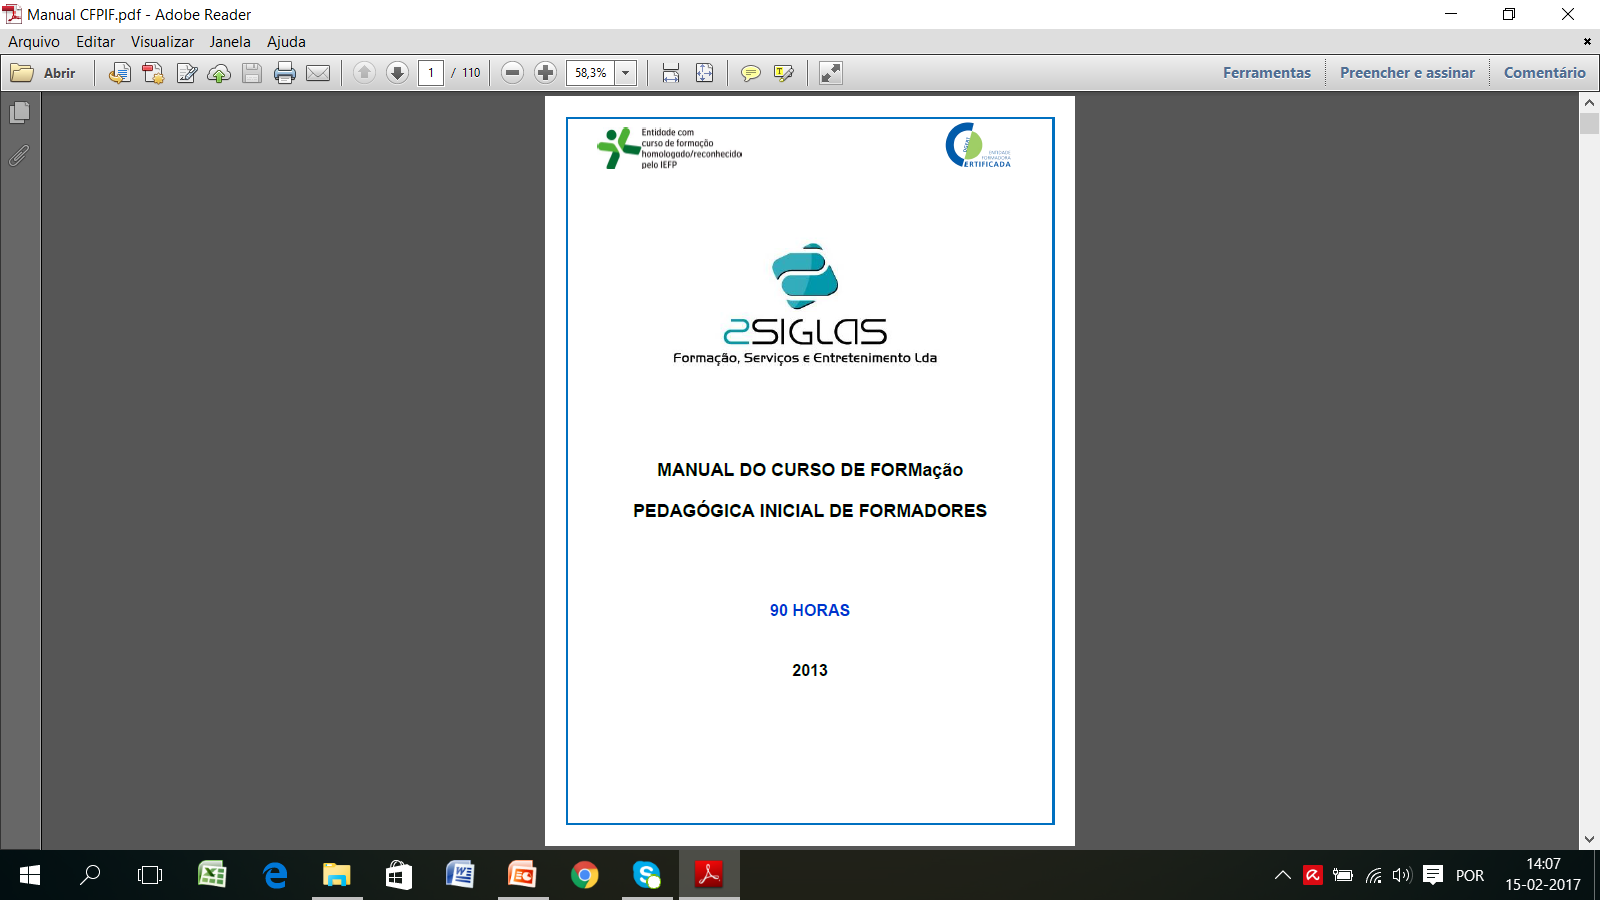 Manual CFPIF.pdf - Adobe Reader
Arquivo Editar Visualizar Janela Ajuda
Abrir 1 / 110 58,3% Ferramentas Preencher e assinar Comentário
Entidade com
curso de formação
homologado/reconhecido
pelo IEFP
ENTIDADE
FORMADORA
CERTIFICADA
2SIGLAS
Formação, Serviços e Entretenimento Lda
MANUAL DO CURSO DE FORMação
PEDAGÓGICA INICIAL DE FORMADORES
90 HORAS
2013
POR
14:07
15-02-2017